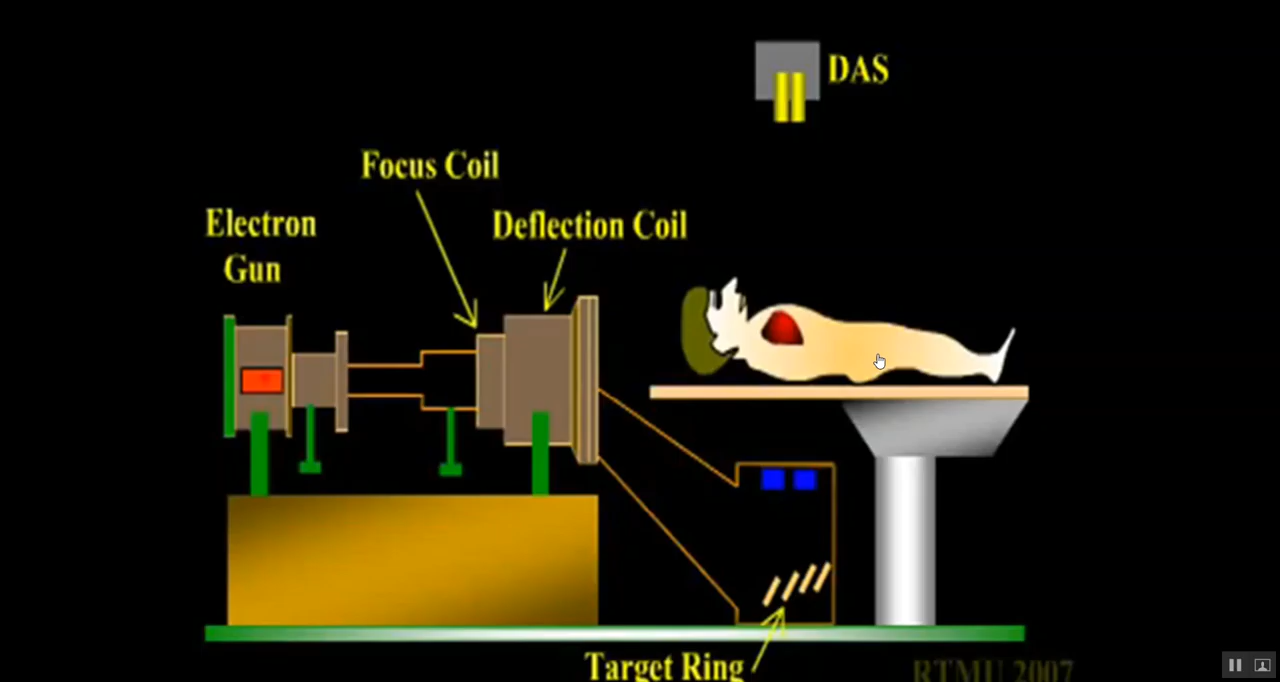 DAS
Focus Coil
Deflection Coil
Electron
Gun
Target Ring
RTMU 2007